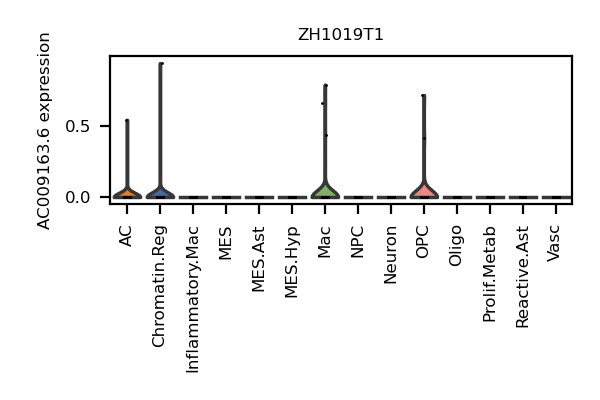 ZH1019T1
AC009163.6 expression
0.5
0.0
AC
Chromatin.Reg
Inflammatory.Mac
MES
MES.Ast
MES.Hyp
Mac
NPC
Neuron
OPC
Oligo
Prolif.Metab
Reactive.Ast
Vasc